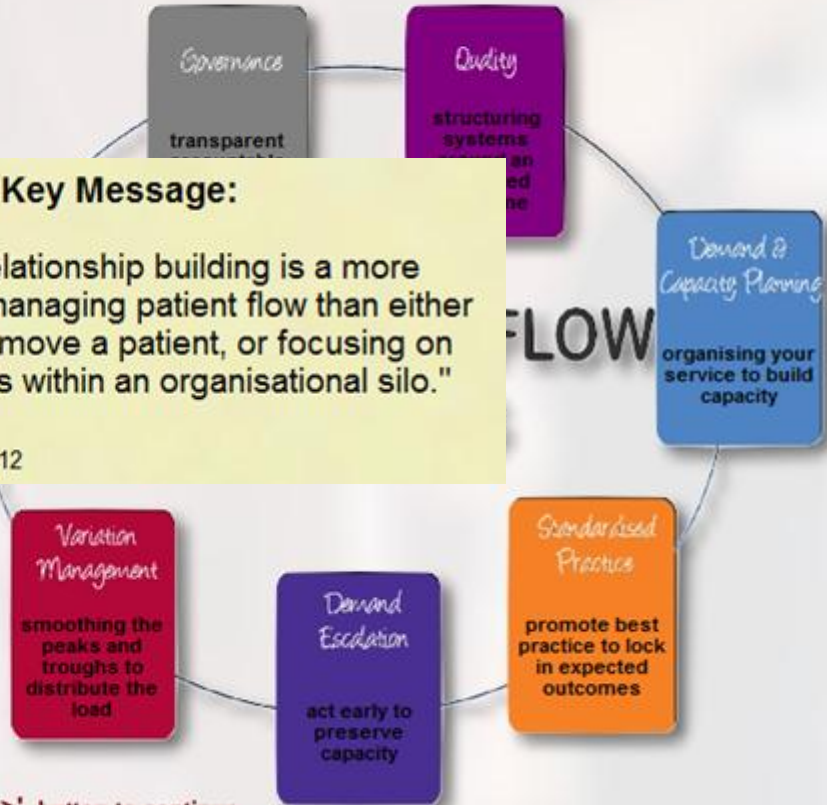 Governance
transparent
Quality
structuring
systems
an
Key Message:
elationship building is a more
managing patient flow than either
move a patient, or focusing on
s within an organisational silo."
12
FLOW
Demand &
Capacity Planning
organising your
service to build
capacity
Standardised
Practice
promote best
practice to lock
in expected
outcomes
Demand
Escalation
act early to
preserve
capacity
Variation
Management
smoothing the
peaks and
troughs to
distribute the
load